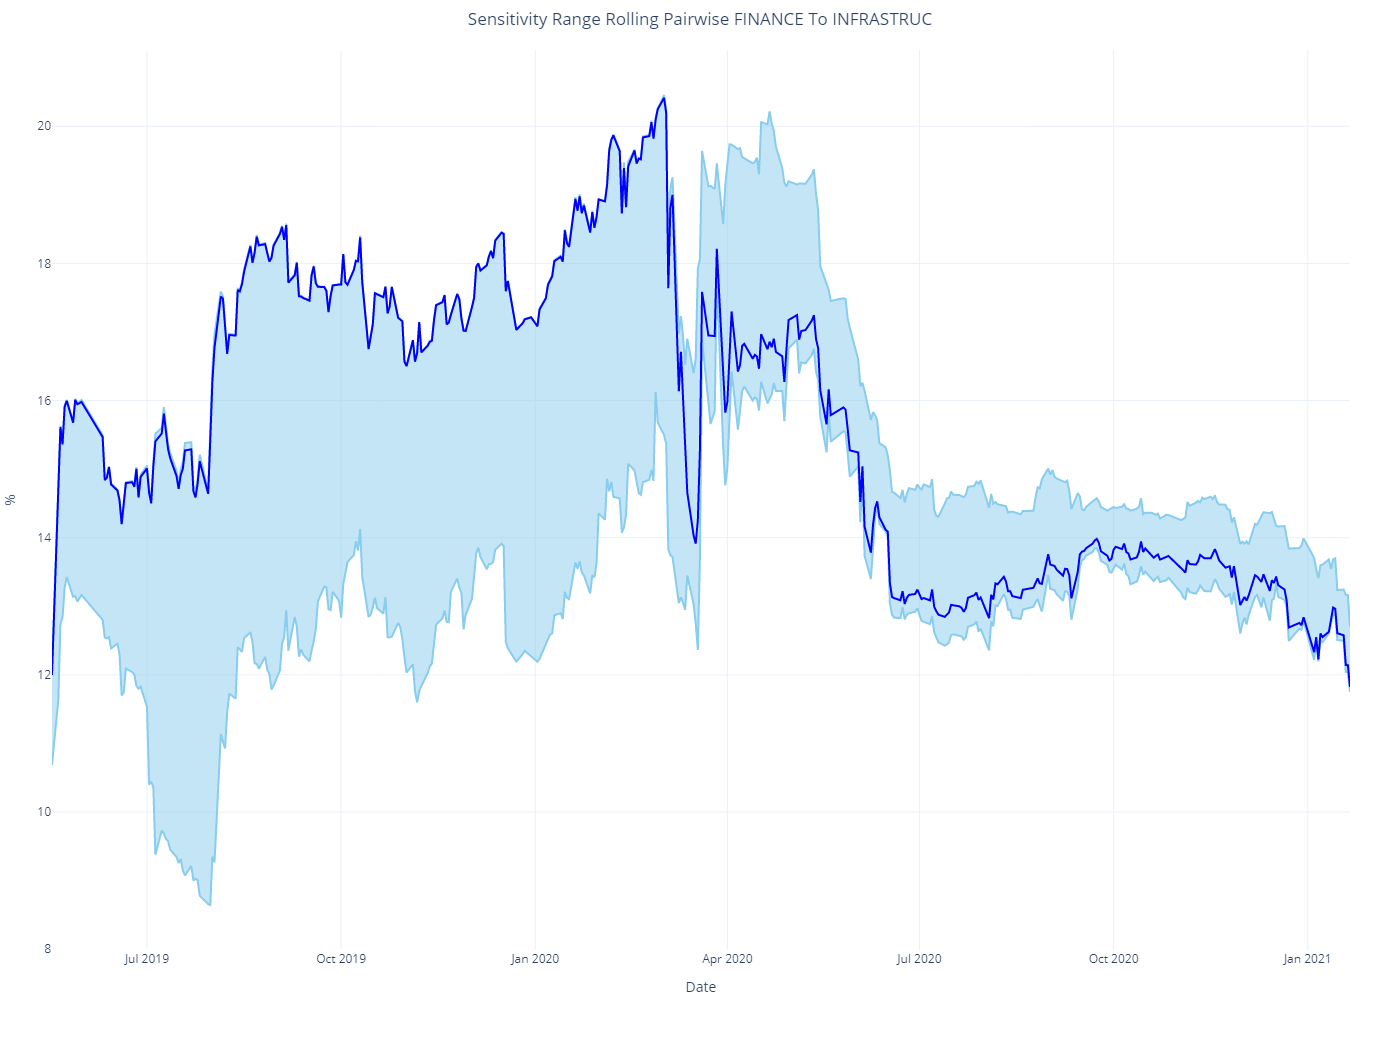 Sensitivity Range Rolling Pairwise FINANCE To INFRASTRUC
20
18
16
14
12
10
8
%
Jul 2019
Oct 2019
Jan 2020
Apr 2020
Jul 2020
Oct 2020
Jan 2021
Date